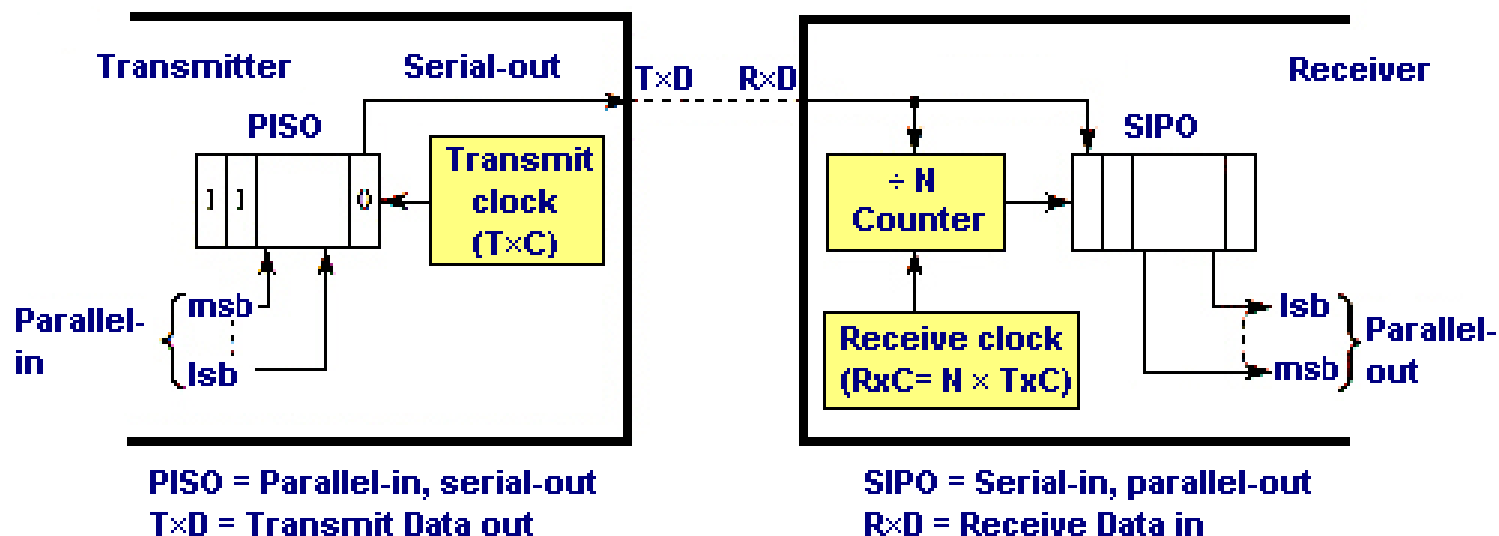 Transmitter
Serial-out
T×D
R×D
Receiver
PISO
SIPO
1 1 0
Transmit
clock
(T×C)
÷ N
Counter
Parallel-
in
msb
lsb
Receive clock
(RxC= N × TxC)
lsb
msb
Parallel-
out
PISO = Parallel-in, serial-out
T×D = Transmit Data out
SIPO = Serial-in, parallel-out
R×D = Receive Data in